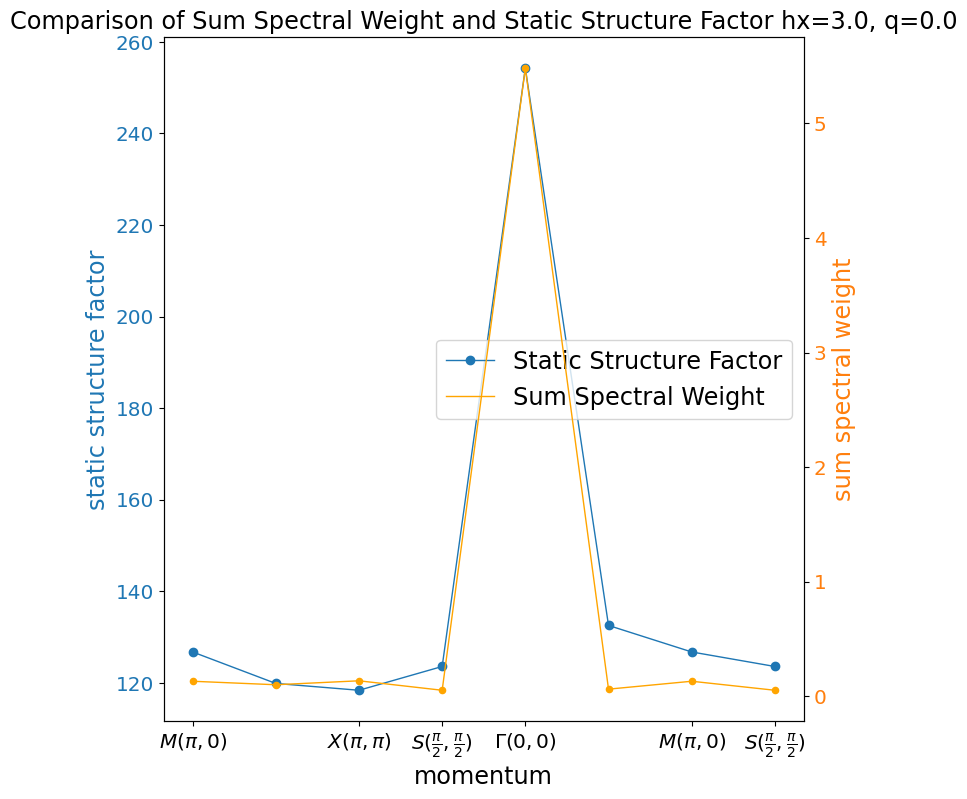 Comparison of Sum Spectral Weight and Static Structure Factor hx=3.0, q=0.0
static structure factor
260
240
220
200
180
160
140
120
Static Structure Factor
Sum Spectral Weight
5
4
3
2
1
0
sum spectral weight
M(π, 0) X(π, π) S(π/2, π/2) Γ(0, 0) M(π, 0) S(π/2, π/2)
momentum